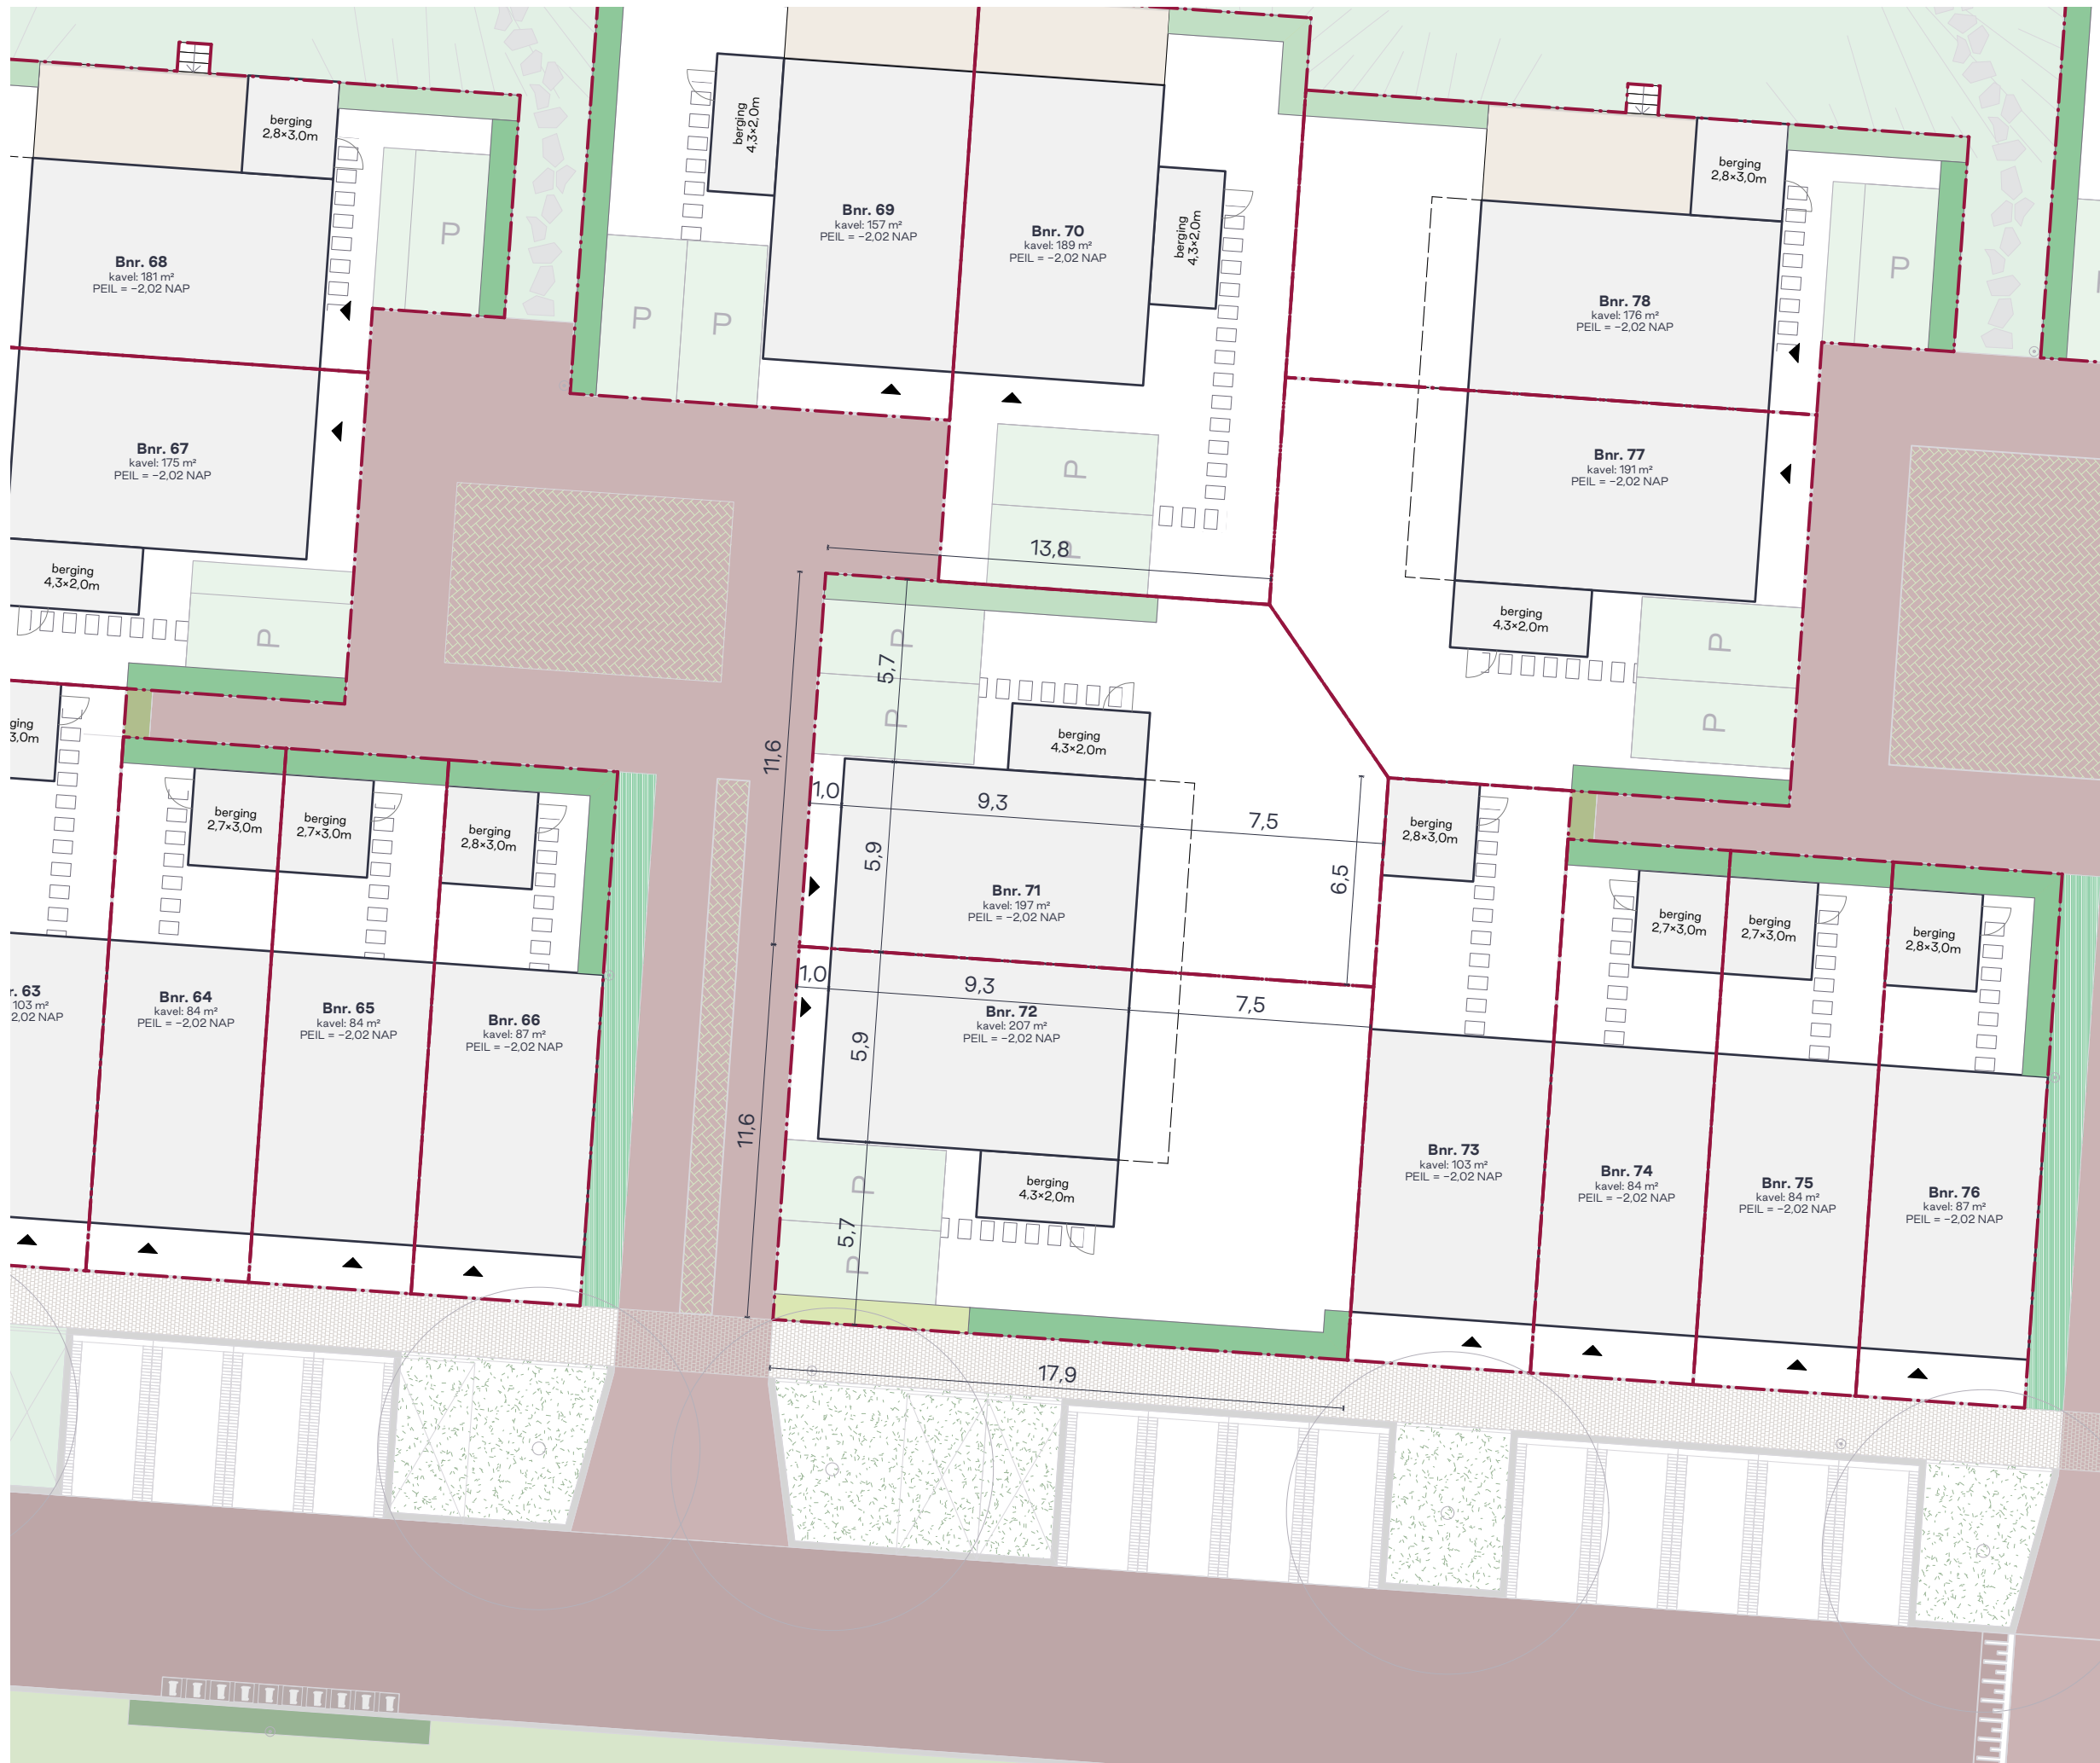 berging
2,8×3,0m
P
Bnr. 68
kavel: 181 m²
PEIL = −2,02 NAP
Bnr. 67
kavel: 175 m²
PEIL = −2,02 NAP
berging
4,3×2,0m
P
berging
4,3×2,0m
P
P
Bnr. 69
kavel: 157 m²
PEIL = −2,02 NAP
Bnr. 70
kavel: 189 m²
PEIL = −2,02 NAP
berging
4,3×2,0m
P
P
13,8
berging
2,8×3,0m
P
Bnr. 78
kavel: 176 m²
PEIL = −2,02 NAP
Bnr. 77
kavel: 191 m²
PEIL = −2,02 NAP
berging
4,3×2,0m
P
P
P
P
5,7
11,6
berging
4,3×2,0m
1,0
9,3
7,5
5,9
6,5
Bnr. 71
kavel: 197 m²
PEIL = −2,02 NAP
1,0
9,3
7,5
Bnr. 72
kavel: 207 m²
PEIL = −2,02 NAP
5,9
11,6
berging
4,3×2,0m
P
5,7
P
17,9
ging
3,0m
berging
2,7×3,0m
berging
2,7×3,0m
berging
2,8×3,0m
r. 63
103 m²
2,02 NAP
Bnr. 64
kavel: 84 m²
PEIL = −2,02 NAP
Bnr. 65
kavel: 84 m²
PEIL = −2,02 NAP
Bnr. 66
kavel: 87 m²
PEIL = −2,02 NAP
berging
2,8×3,0m
berging
2,7×3,0m
berging
2,7×3,0m
berging
2,8×3,0m
Bnr. 73
kavel: 103 m²
PEIL = −2,02 NAP
Bnr. 74
kavel: 84 m²
PEIL = −2,02 NAP
Bnr. 75
kavel: 84 m²
PEIL = −2,02 NAP
Bnr. 76
kavel: 87 m²
PEIL = −2,02 NAP